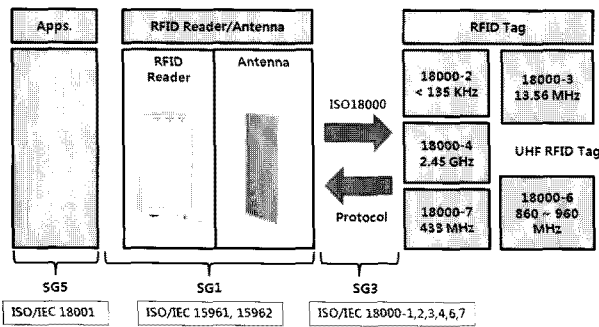 Apps.
RFID Reader/Antenna
RFID Tag
RFID
Reader
Antenna
ISO18000
Protocol
18000-2
< 135 KHz
18000-3
13.56 MHz
18000-4
2.45 GHz
UHF RFID Tag
18000-7
433 MHz
18000-6
860 ~ 960
MHz
SG5
SG1
SG3
ISO/IEC 18001
ISO/IEC 15961, 15962
ISO/IEC 18000-1,2,3,4,6,7